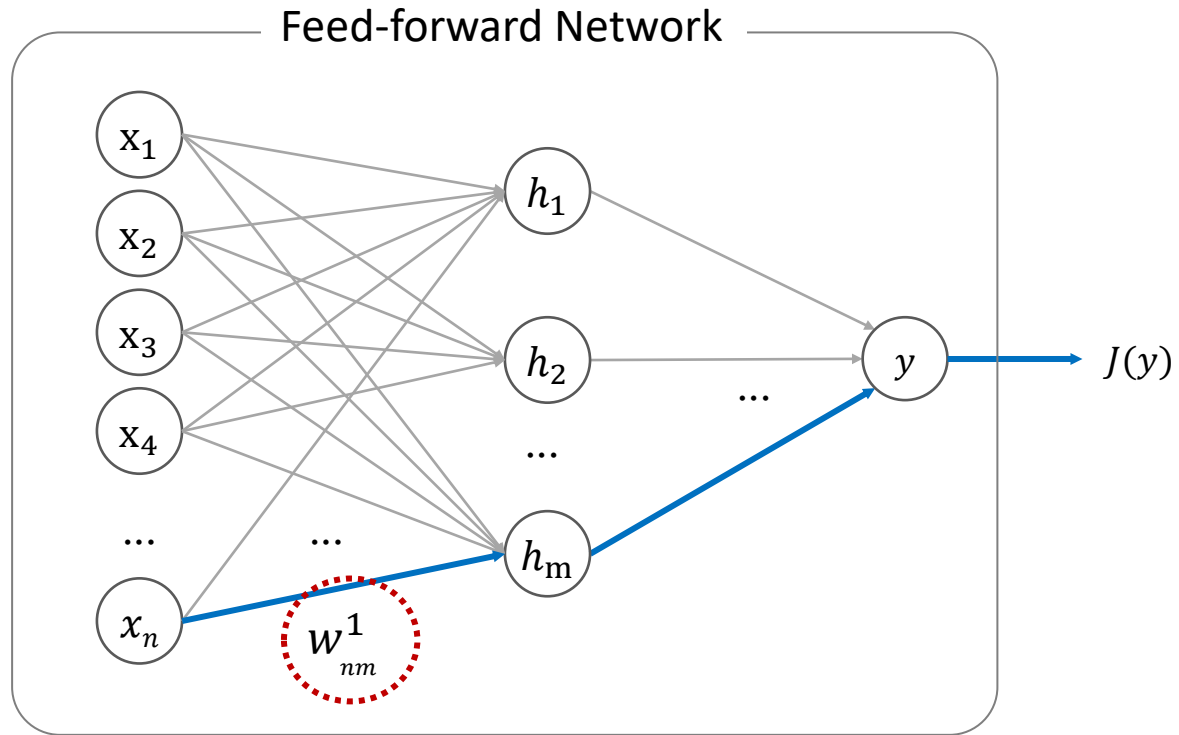 Feed-forward Network
x₁
x₂
x₃
x₄
...
xₙ
...
w¹ₙₘ
h₁
h₂
...
hₘ
...
y
J(y)